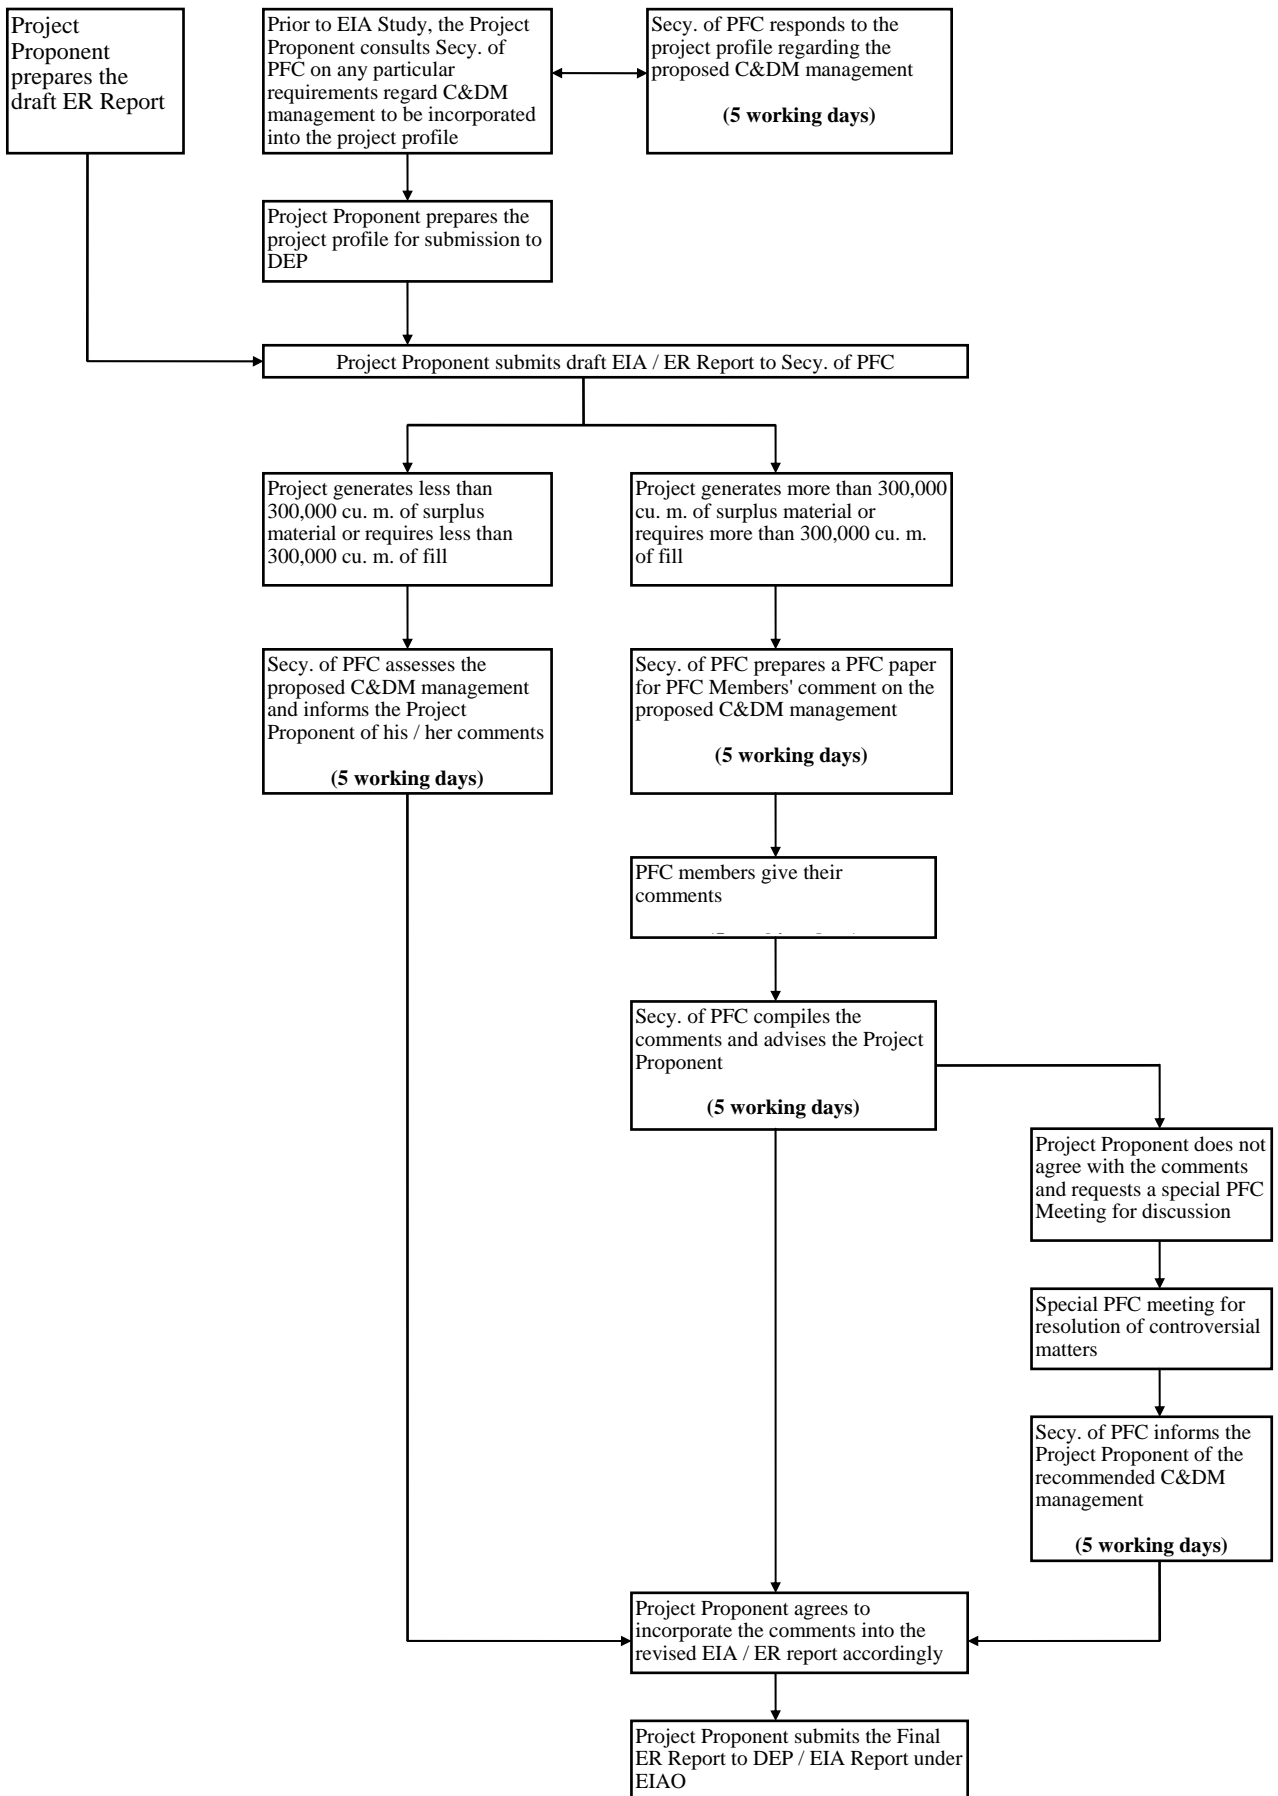 Project
Proponent
prepares the
draft ER Report
Prior to EIA Study, the Project
Proponent consults Secy. of
PFC on any particular
requirements regard C&DM
management to be incorporated
into the project profile
Secy. of PFC responds to the
project profile regarding the
proposed C&DM management
(5 working days)
Project Proponent prepares the
project profile for submission to
DEP
Project Proponent submits draft EIA / ER Report to Secy. of PFC
Project generates less than
300,000 cu. m. of surplus
material or requires less than
300,000 cu. m. of fill
Project generates more than 300,000
cu. m. of surplus material or
requires more than 300,000 cu. m.
of fill
Secy. of PFC assesses the
proposed C&DM management
and informs the Project
Proponent of his / her comments
(5 working days)
Secy. of PFC prepares a PFC paper
for PFC Members' comment on the
proposed C&DM management
(5 working days)
PFC members give their
comments
Secy. of PFC compiles the
comments and advises the Project
Proponent
(5 working days)
Project Proponent does not
agree with the comments
and requests a special PFC
Meeting for discussion
Special PFC meeting for
resolution of controversial
matters
Secy. of PFC informs the
Project Proponent of the
recommended C&DM
management
(5 working days)
Project Proponent agrees to
incorporate the comments into the
revised EIA / ER report accordingly
Project Proponent submits the Final
ER Report to DEP / EIA Report under
EIAO